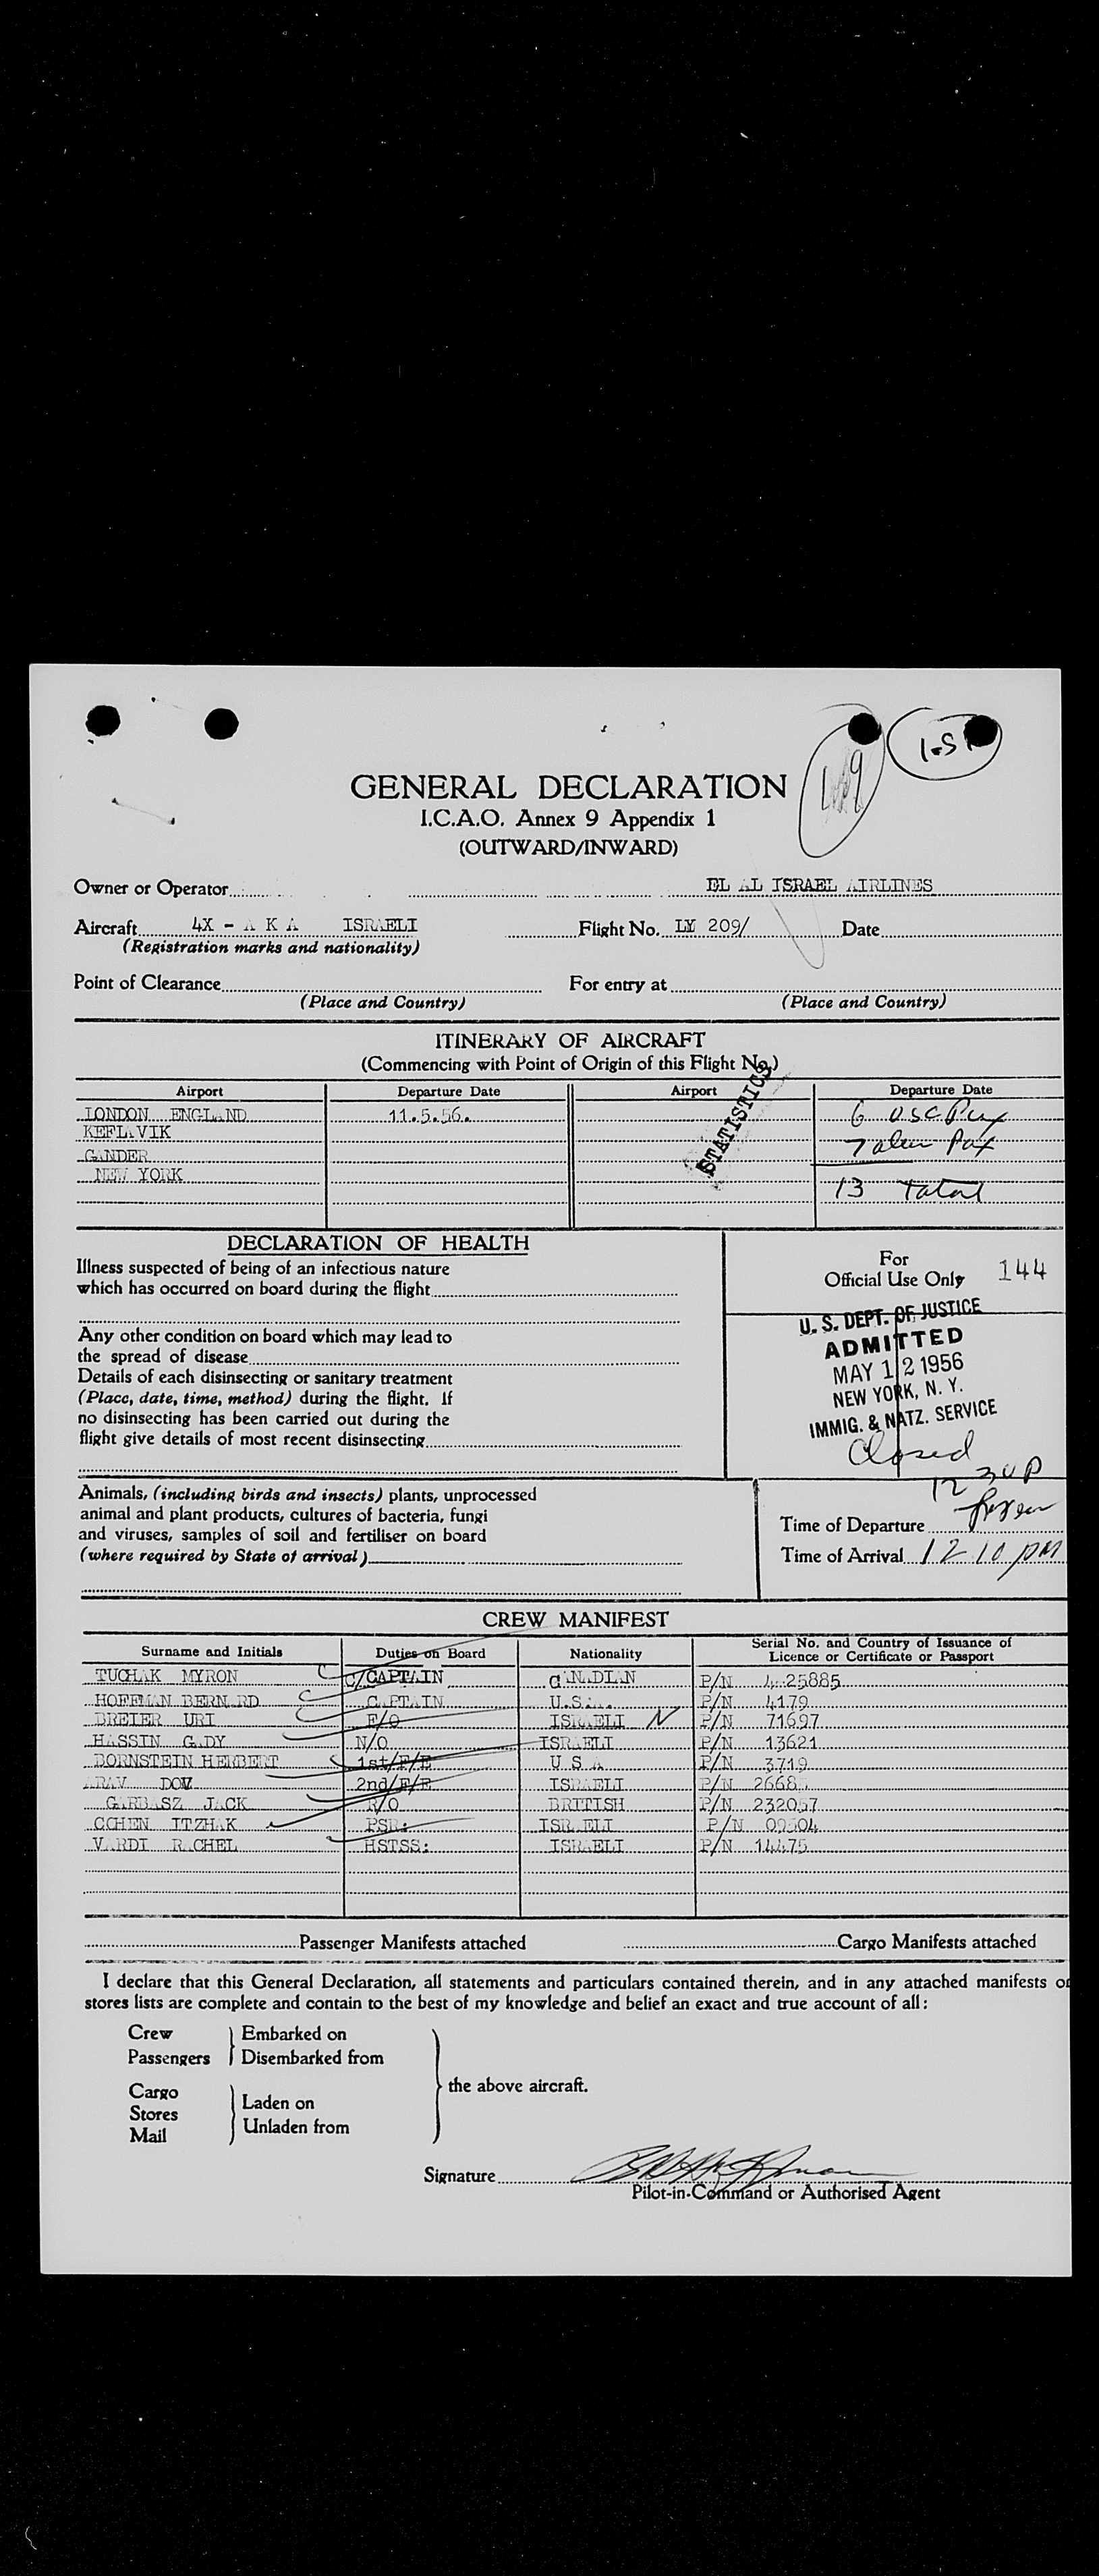 1-S
149
GENERAL DECLARATION
I.C.A.O. Annex 9 Appendix 1
(OUTWARD/INWARD)
Owner or Operator EL AL ISRAEL AIRLINES
Aircraft 4X - A K A ISRAELI Flight No. LY 209/ Date
(Registration marks and nationality)
Point of Clearance For entry at
(Place and Country) (Place and Country)
ITINERARY OF AIRCRAFT
(Commencing with Point of Origin of this Flight No.)
Airport Departure Date Airport Departure Date
LONDON ENGLAND 11.5.56. 6 USC Pax
KEFLAVIK
GANDER 7 alien Pax
NEW YORK 13 Total
STATISTICS
DECLARATION OF HEALTH
Illness suspected of being of an infectious nature
which has occurred on board during the flight
Any other condition on board which may lead to
the spread of disease
Details of each disinsecting or sanitary treatment
(Place, date, time, method) during the flight. If
no disinsecting has been carried out during the
flight give details of most recent disinsecting
For
Official Use Only 144
U. S. DEPT. OF JUSTICE
ADMITTED
MAY 12 1956
NEW YORK, N. Y.
IMMIG. & NATZ. SERVICE
Closed
12 30 P
Animals, (including birds and insects) plants, unprocessed
animal and plant products, cultures of bacteria, fungi
and viruses, samples of soil and fertiliser on board
(where required by State of arrival)
Time of Departure
Time of Arrival 12 10 PM
CREW MANIFEST
Surname and Initials Duties on Board Nationality Serial No. and Country of Issuance of
Licence or Certificate or Passport
TUCHAK MYRON C/CAPTAIN CANADIAN P/N 4-25885
HOFFMAN BERNARD CAPTAIN U.S.A. P/N 4179
DREIER URI F/O ISRAELI N P/N 71697
HASSIN GADY N/O ISRAELI P/N 13621
BORNSTEIN HERBERT 1st/F/E U S A P/N 3719
ARAV DOV 2nd/F/E ISRAELI P/N
GARBASZ JACK R/O BRITISH P/N 232057
COHEN ITZHAK PSR: ISRAELI P/N 09504
VARDI RACHEL HSTSS: ISRAELI P/N 14475
Passenger Manifests attached Cargo Manifests attached
I declare that this General Declaration, all statements and particulars contained therein, and in any attached manifests or
stores lists are complete and contain to the best of my knowledge and belief an exact and true account of all:
Crew Embarked on
Passengers Disembarked from
the above aircraft.
Cargo Laden on
Stores
Mail Unladen from
Signature
Pilot-in-Command or Authorised Agent